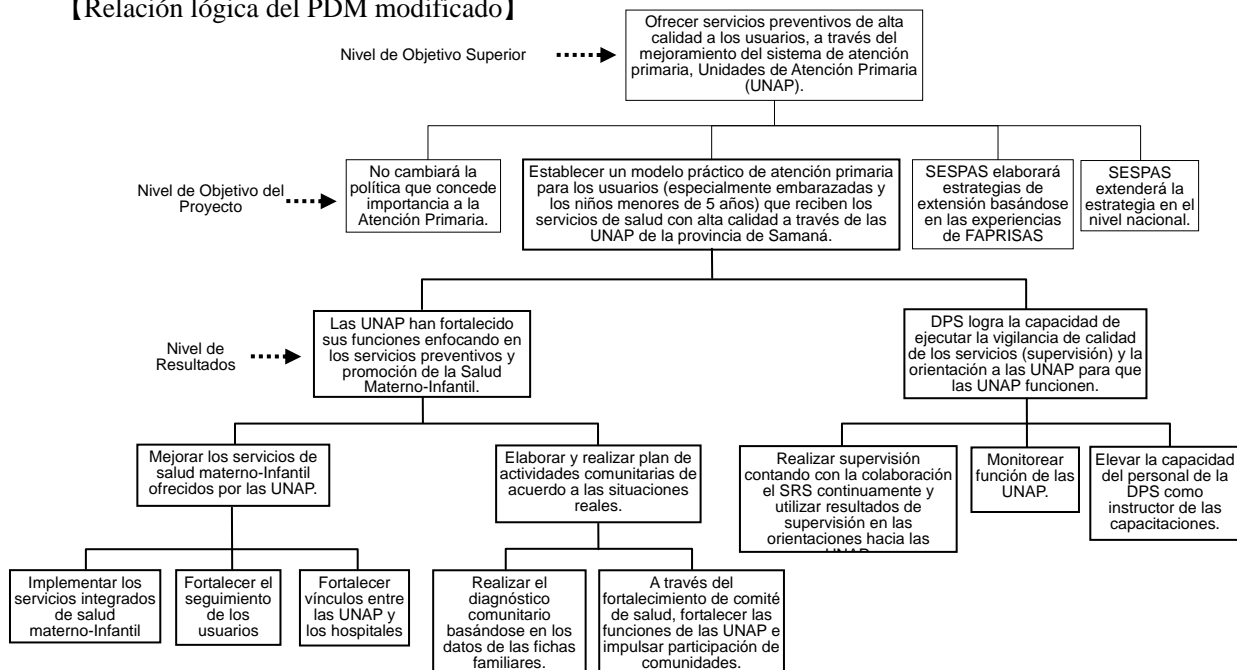 【Relación lógica del PDM modificado】
Nivel de Objetivo Superior
Ofrecer servicios preventivos de alta
calidad a los usuarios, a través del
mejoramiento del sistema de atención
primaria, Unidades de Atención Primaria
(UNAP).
Nivel de Objetivo del
Proyecto
No cambiará la
política que concede
importancia a la
Atención Primaria.
Establecer un modelo práctico de atención primaria
para los usuarios (especialmente embarazadas y
los niños menores de 5 años) que reciben los
servicios de salud con alta calidad a través de las
UNAP de la provincia de Samaná.
SESPAS elaborará
estrategias de
extensión basándose
en las experiencias
de FAPRISAS
SESPAS
extenderá la
estrategia en el
nivel nacional.
Nivel de
Resultados
Las UNAP han fortalecido
sus funciones enfocando en
los servicios preventivos y
promoción de la Salud
Materno-Infantil.
DPS logra la capacidad de
ejecutar la vigilancia de calidad
de los servicios (supervisión) y la
orientación a las UNAP para que
las UNAP funcionen.
Mejorar los servicios de
salud materno-Infantil
ofrecidos por las UNAP.
Elaborar y realizar plan de
actividades comunitarias de
acuerdo a las situaciones
reales.
Realizar supervisión
contando con la colaboración
el SRS continuamente y
utilizar resultados de
supervisión en las
orientaciones hacia las
UNAP
Monitorear
función de las
UNAP.
Elevar la capacidad
del personal de la
DPS como
instructor de las
capacitaciones.
Implementar los
servicios integrados
de salud
materno-Infantil
Fortalecer el
seguimiento
de los
usuarios
Fortalecer
vínculos entre
las UNAP y
los hospitales
Realizar el
diagnóstico
comunitario
basándose en los
datos de las fichas
familiares.
A través del
fortalecimiento de comité
de salud, fortalecer las
funciones de las UNAP e
impulsar participación de
comunidades.